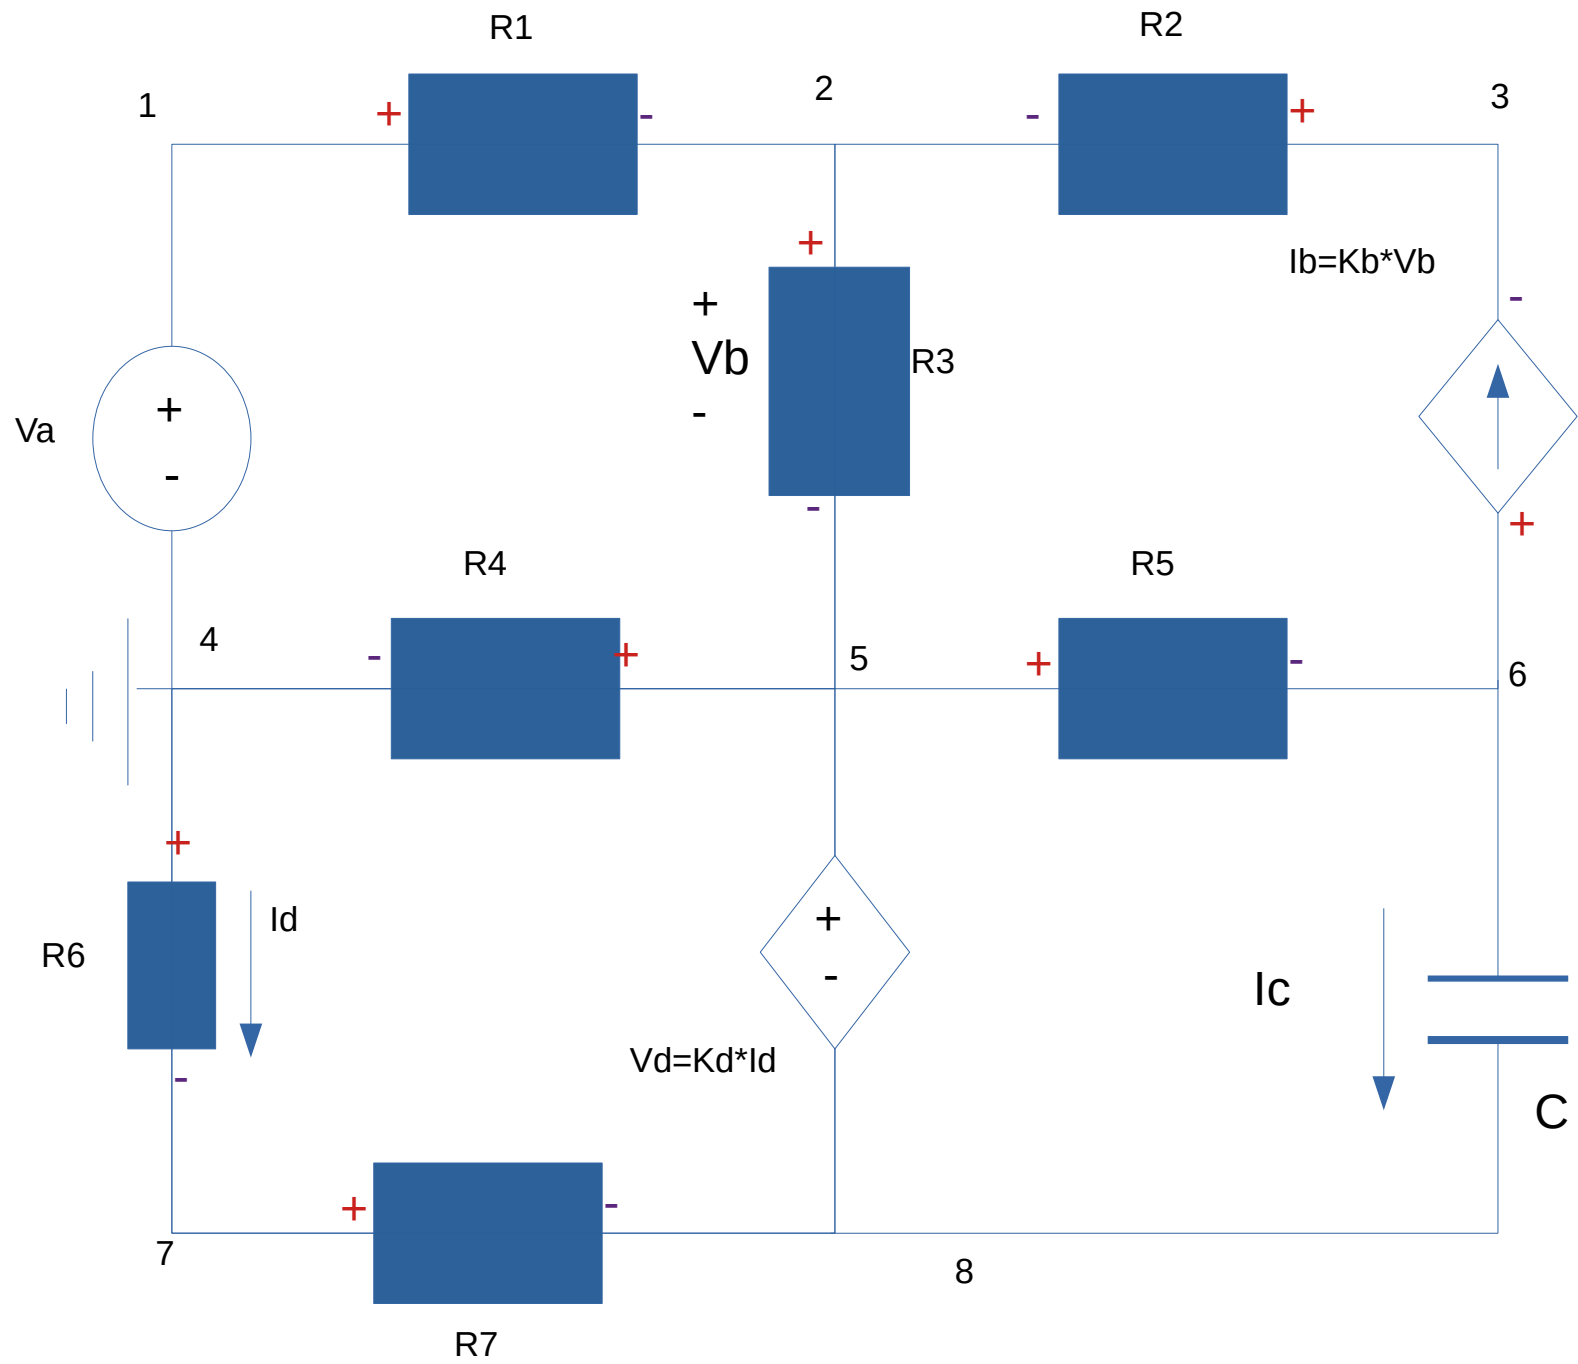 R1
R2
1
+
-
2
-
+
3
+
Ib=Kb*Vb
-
+
Vb
-
R3
Va
+
-
-
+
R4
R5
4
-
+
5
+
-
6
+
Id
R6
-
+
-
Vd=Kd*Id
Ic
C
+
-
7
8
R7